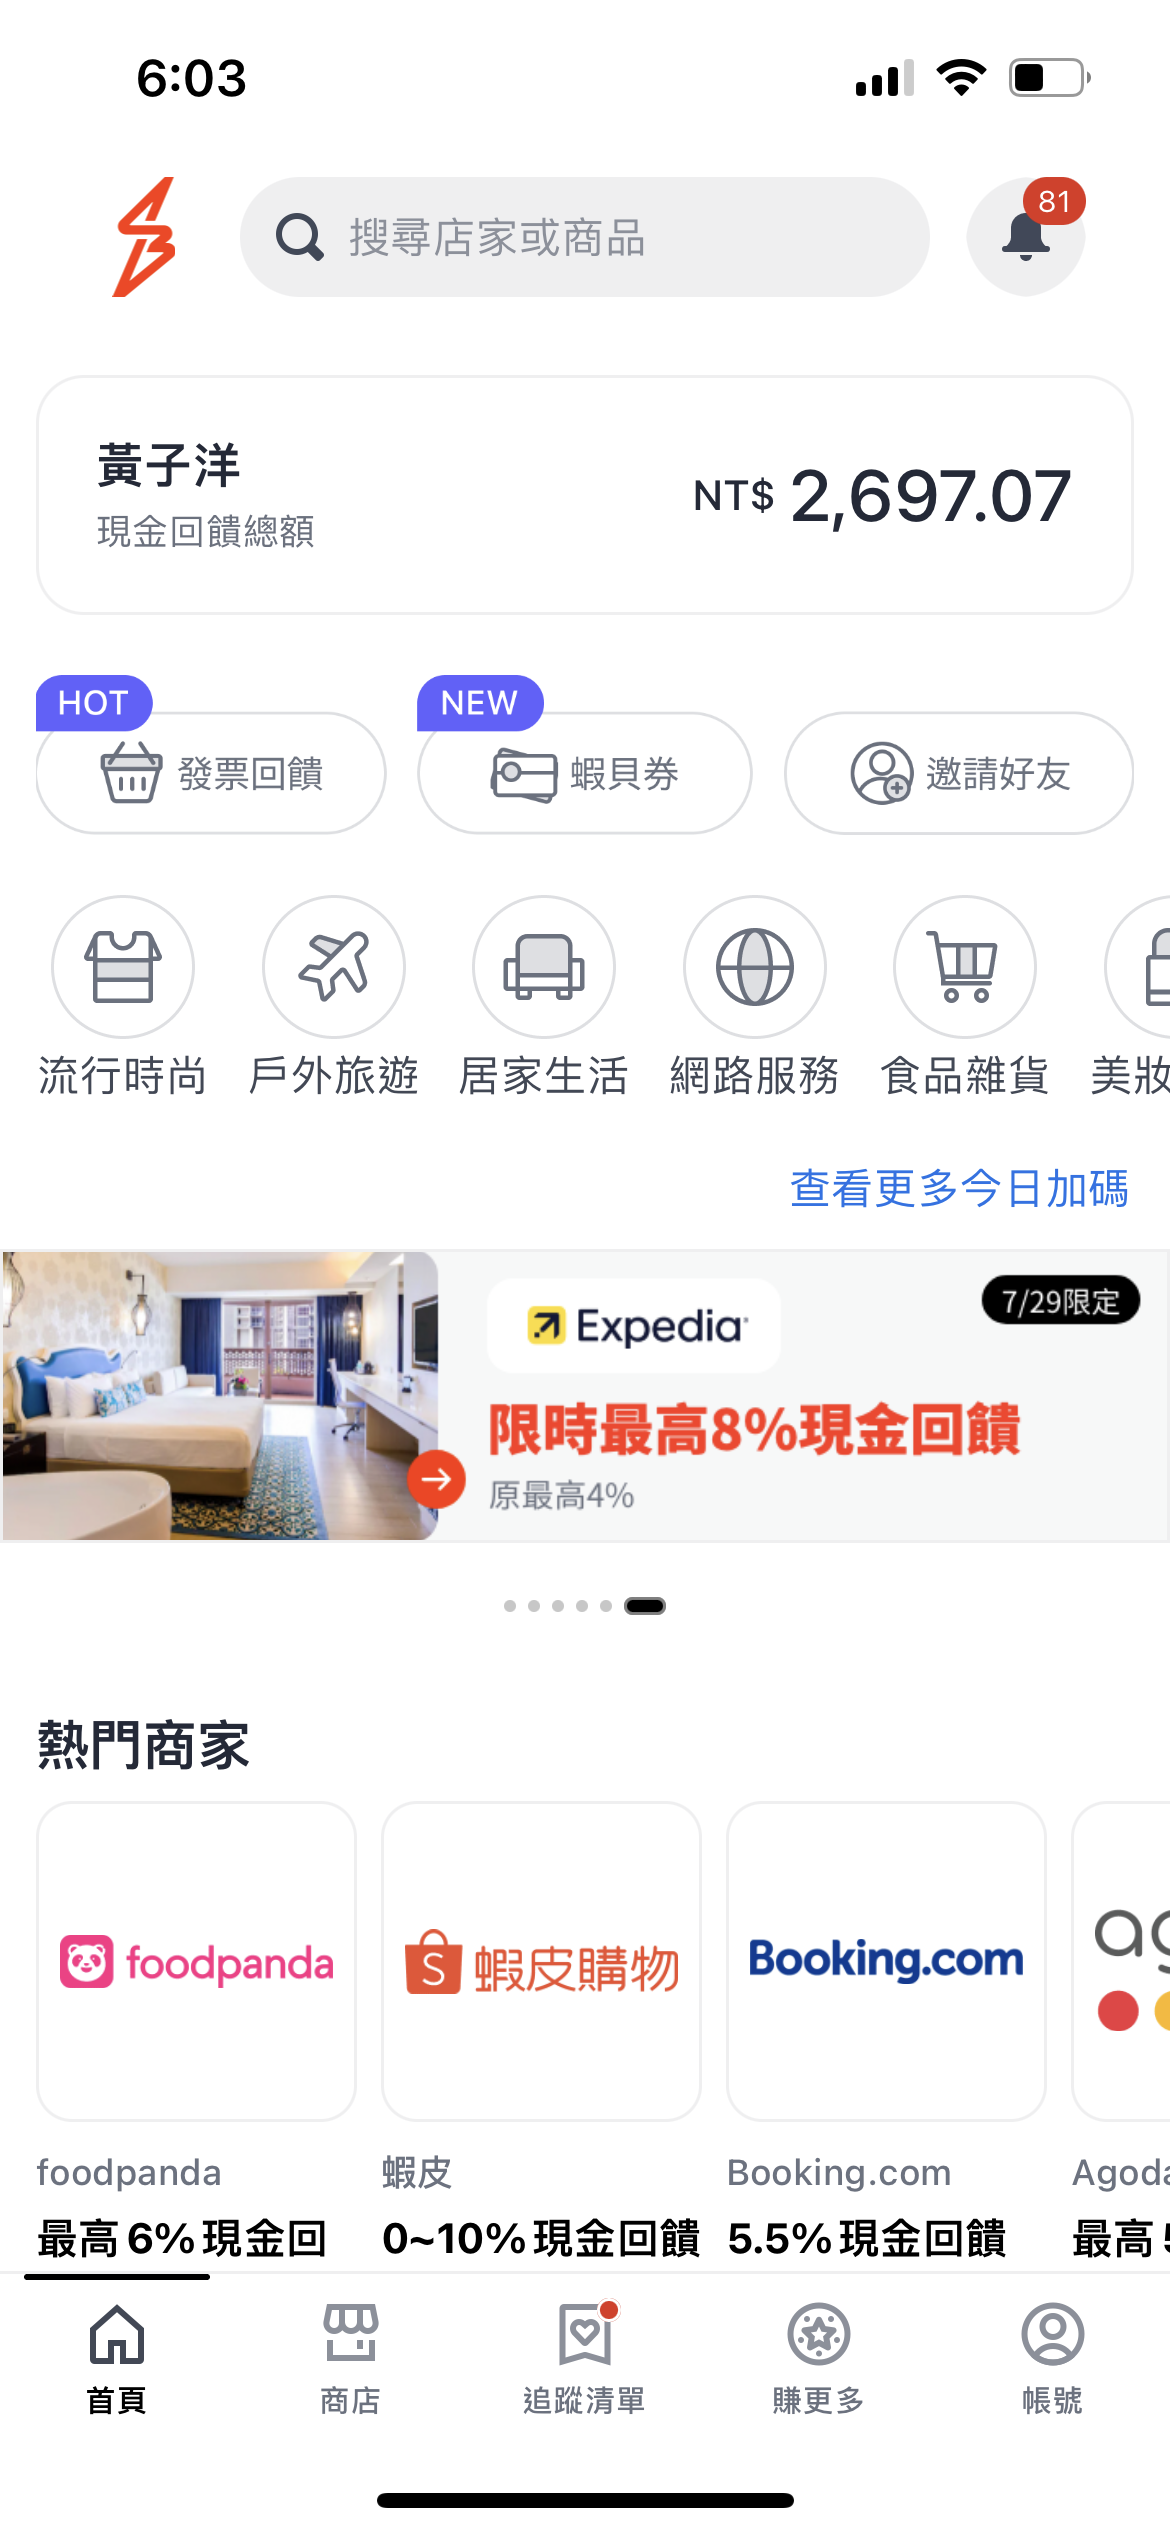 6:03
搜尋店家或商品
81
黃子洋
現金回饋總額
NT$ 2,697.07
HOT
NEW
發票回饋
蝦貝券
邀請好友
流行時尚
戶外旅遊
居家生活
網路服務
食品雜貨
美妝
查看更多今日加碼
Expedia
7/29限定
限時最高8%現金回饋
原最高4%
熱門商家
foodpanda
蝦皮購物
Booking.com
ag
foodpanda
蝦皮
Booking.com
Agoda
最高 6% 現金回
0~10% 現金回饋
5.5% 現金回饋
最高 5
首頁
商店
追蹤清單
賺更多
帳號